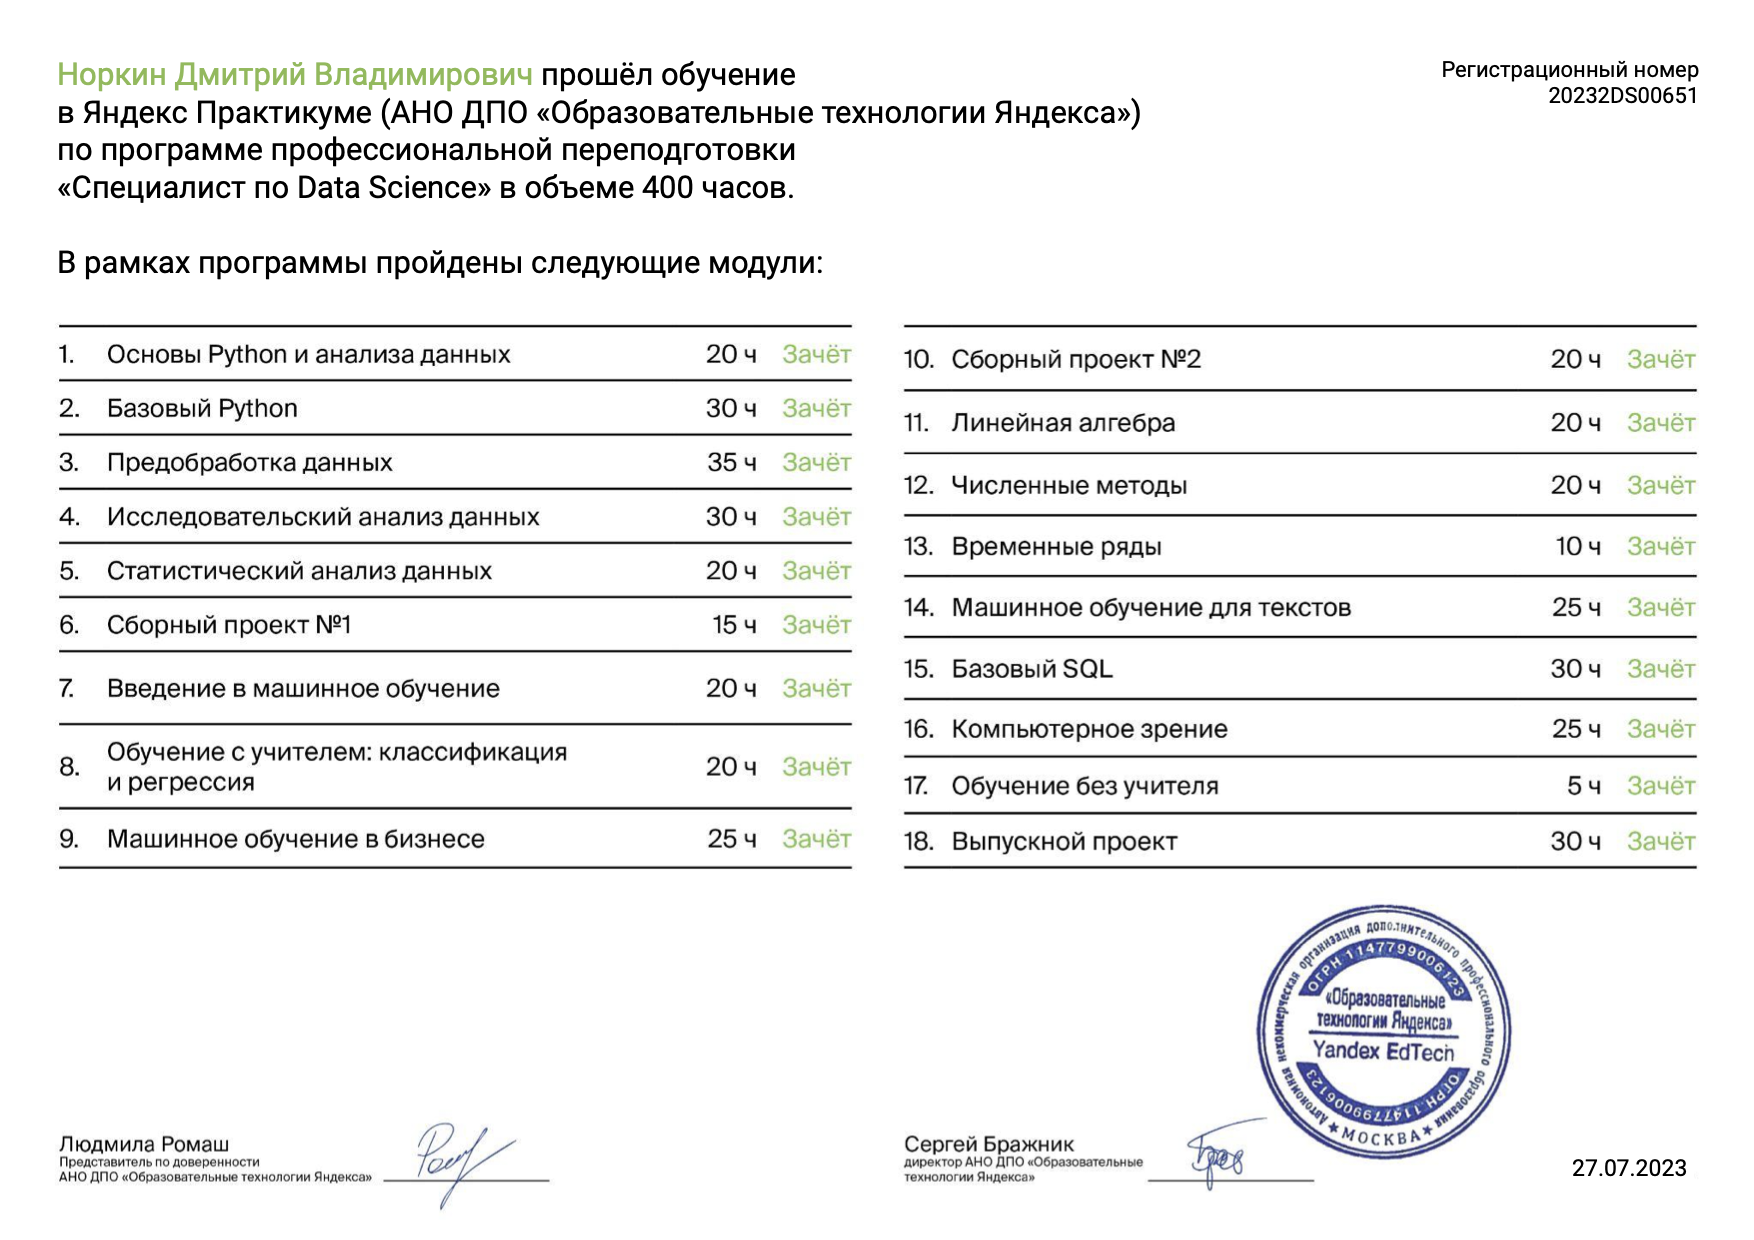 Норкин Дмитрий Владимирович прошёл обучение
в Яндекс Практикуме (АНО ДПО «Образовательные технологии Яндекса»)
по программе профессиональной переподготовки
«Специалист по Data Science» в объеме 400 часов.
Регистрационный номер
20232DS00651
В рамках программы пройдены следующие модули:
1. Основы Python и анализа данных 20 ч Зачёт
2. Базовый Python 30 ч Зачёт
3. Предобработка данных 35 ч Зачёт
4. Исследовательский анализ данных 30 ч Зачёт
5. Статистический анализ данных 20 ч Зачёт
6. Сборный проект №1 15 ч Зачёт
7. Введение в машинное обучение 20 ч Зачёт
8. Обучение с учителем: классификация
и регрессия 20 ч Зачёт
9. Машинное обучение в бизнесе 25 ч Зачёт
10. Сборный проект №2 20 ч Зачёт
11. Линейная алгебра 20 ч Зачёт
12. Численные методы 20 ч Зачёт
13. Временные ряды 10 ч Зачёт
14. Машинное обучение для текстов 25 ч Зачёт
15. Базовый SQL 30 ч Зачёт
16. Компьютерное зрение 25 ч Зачёт
17. Обучение без учителя 5 ч Зачёт
18. Выпускной проект 30 ч Зачёт
Автономная некоммерческая организация дополнительного профессионального образования
ОГРН 1147799006123
«Образовательные
технологии Яндекса»
Yandex EdTech
ОГРН 1147799006123
★ МОСКВА ★
Людмила Ромаш
Представитель по доверенности
АНО ДПО «Образовательные технологии Яндекса»
Сергей Бражник
директор АНО ДПО «Образовательные
технологии Яндекса»
27.07.2023